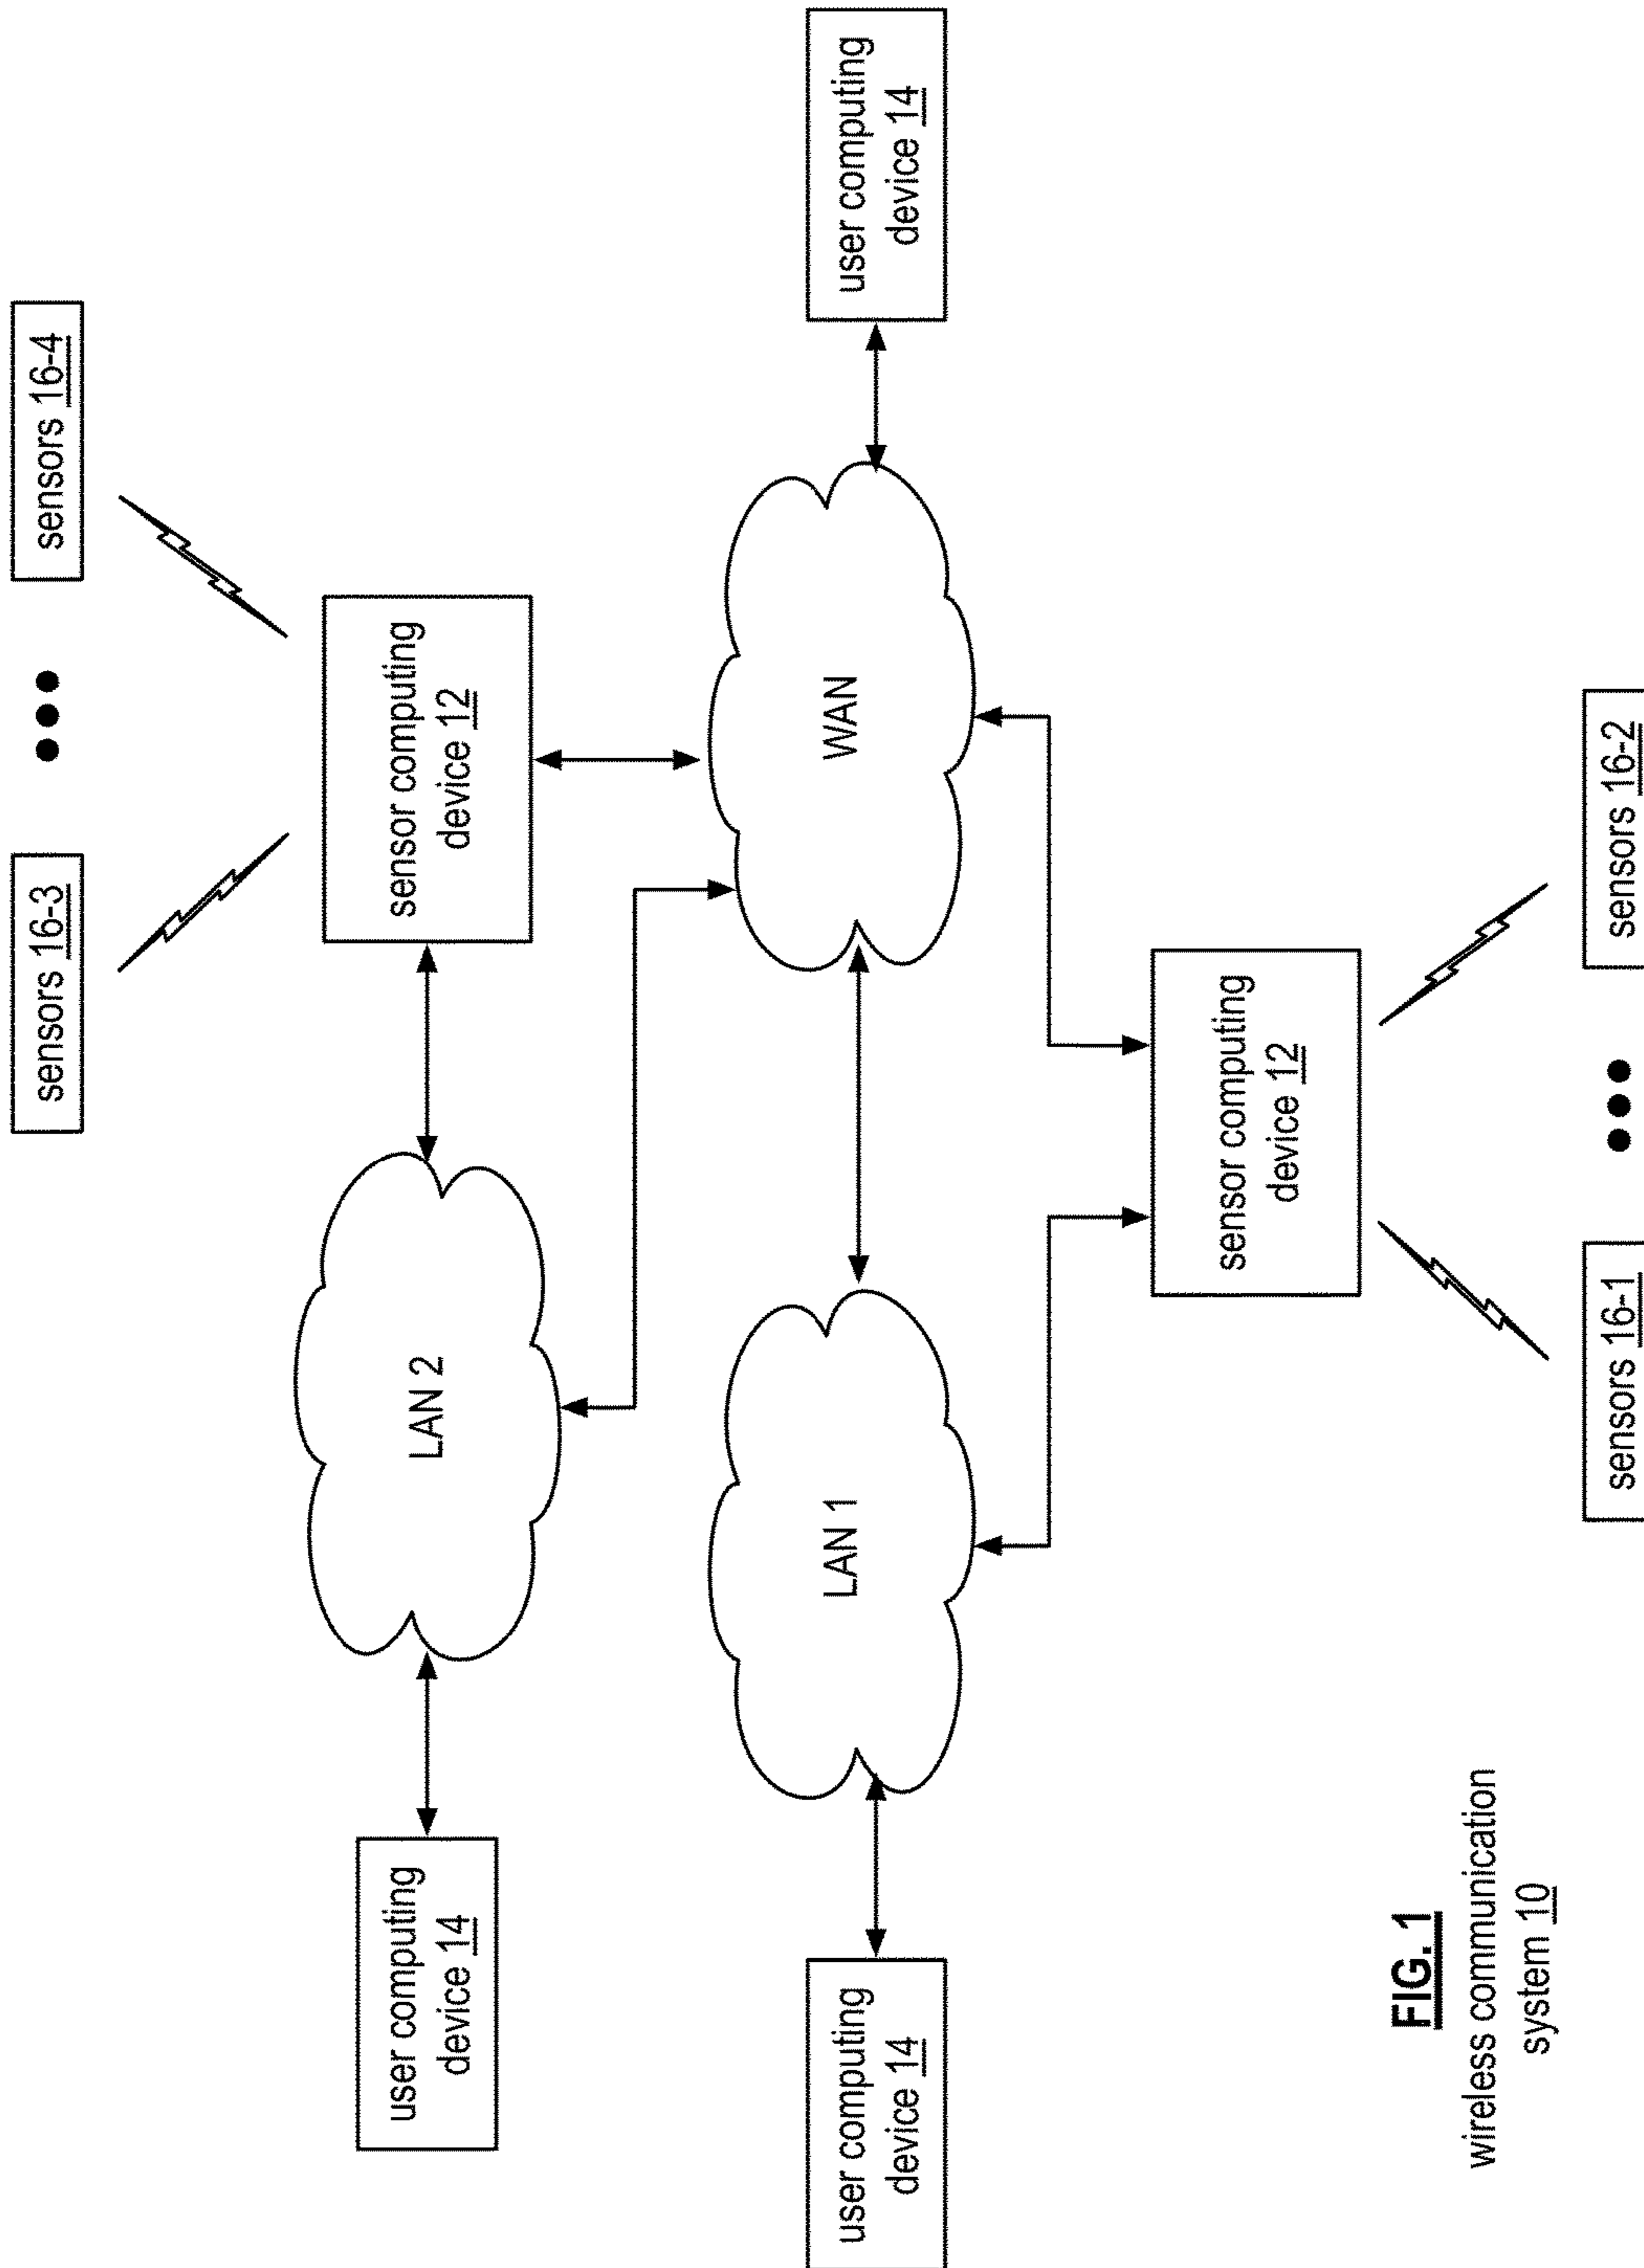 sensors 16-3
sensors 16-4
sensor computing
device 12
LAN 2
user computing
device 14
WAN
LAN 1
user computing
device 14
user computing
device 14
sensor computing
device 12
sensors 16-1
sensors 16-2
FIG. 1
wireless communication
system 10